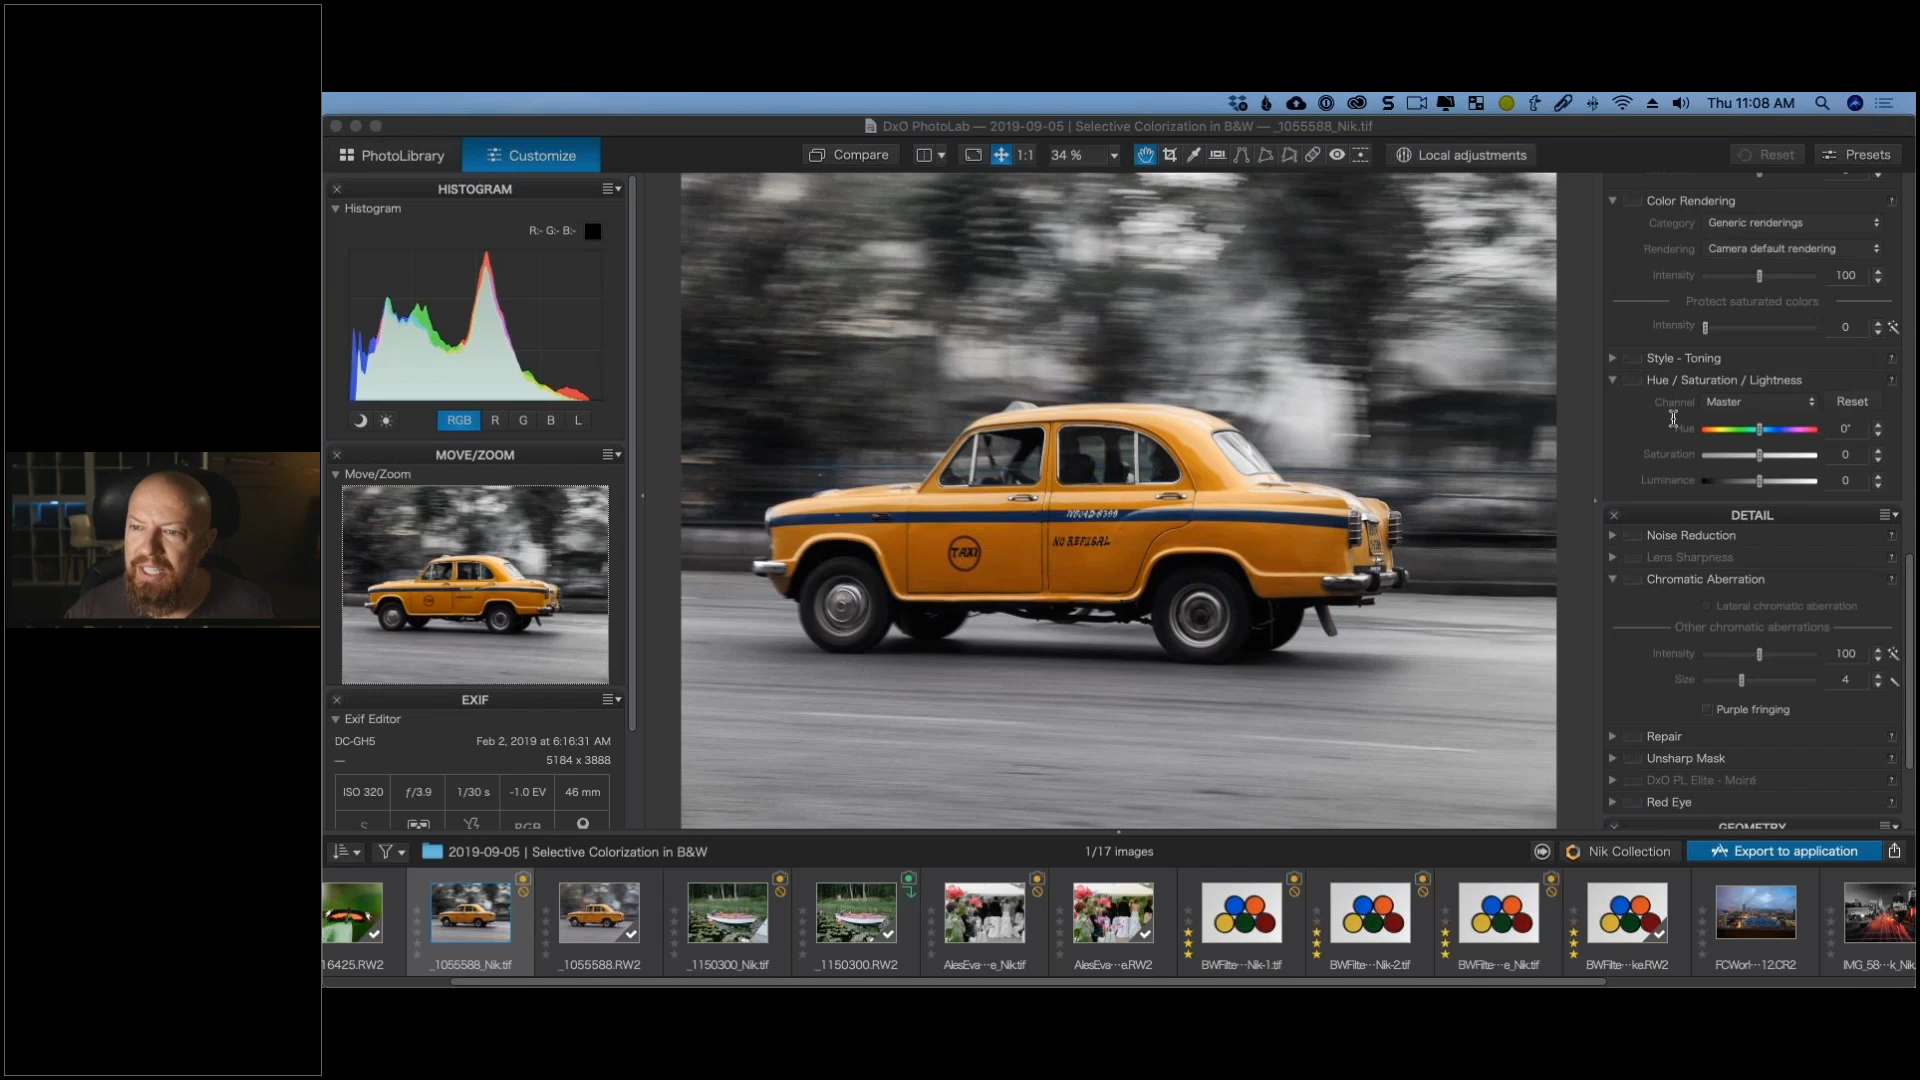 Thu 11:08 AM
DxO PhotoLab — 2019-09-05 | Selective Colorization in B&W — _1055588_Nik.tif
PhotoLibrary
Customize
Compare
1:1
34 %
Local adjustments
Reset
Presets
HISTOGRAM
Histogram
R:- G:- B:-
RGB
R
G
B
L
MOVE/ZOOM
Move/Zoom
EXIF
Exif Editor
DC-GH5
Feb 2, 2019 at 6:16:31 AM
—
5184 x 3888
ISO 320
ƒ/3.9
1/30 s
-1.0 EV
46 mm
S
RGB
TAXI
NO REFUSAL
Color Rendering
Category
Generic renderings
Rendering
Camera default rendering
Intensity
100
Protect saturated colors
Intensity
0
Style - Toning
Hue / Saturation / Lightness
Channel
Master
Reset
Hue
0°
Saturation
0
Luminance
0
DETAIL
Noise Reduction
Lens Sharpness
Chromatic Aberration
Lateral chromatic aberration
Other chromatic aberrations
Intensity
100
Size
4
Purple fringing
Repair
Unsharp Mask
DxO PL Elite - Moiré
Red Eye
GEOMETRY
2019-09-05 | Selective Colorization in B&W
1/17 images
Nik Collection
Export to application
16425.RW2
_1055588_Nik.tif
_1055588.RW2
_1150300_Nik.tif
_1150300.RW2
AlesEva···e_Nik.tif
AlesEva···e.RW2
BWFilte···Nik-1.tif
BWFilte···Nik-2.tif
BWFilte···e_Nik.tif
BWFilte···ke.RW2
FCWorl···12.CR2
IMG_58···k_Nik